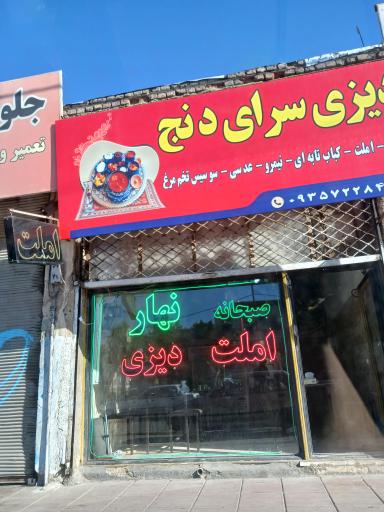 دیزی سرای دنج
- املت - کباب تابه ای - نیمرو - عدسی - سوسیس تخم مرغ
۰۹۳۵۷۲۲۸۴
جلو
تعمیر و
املت
صبحانه نهار
املت دیزی